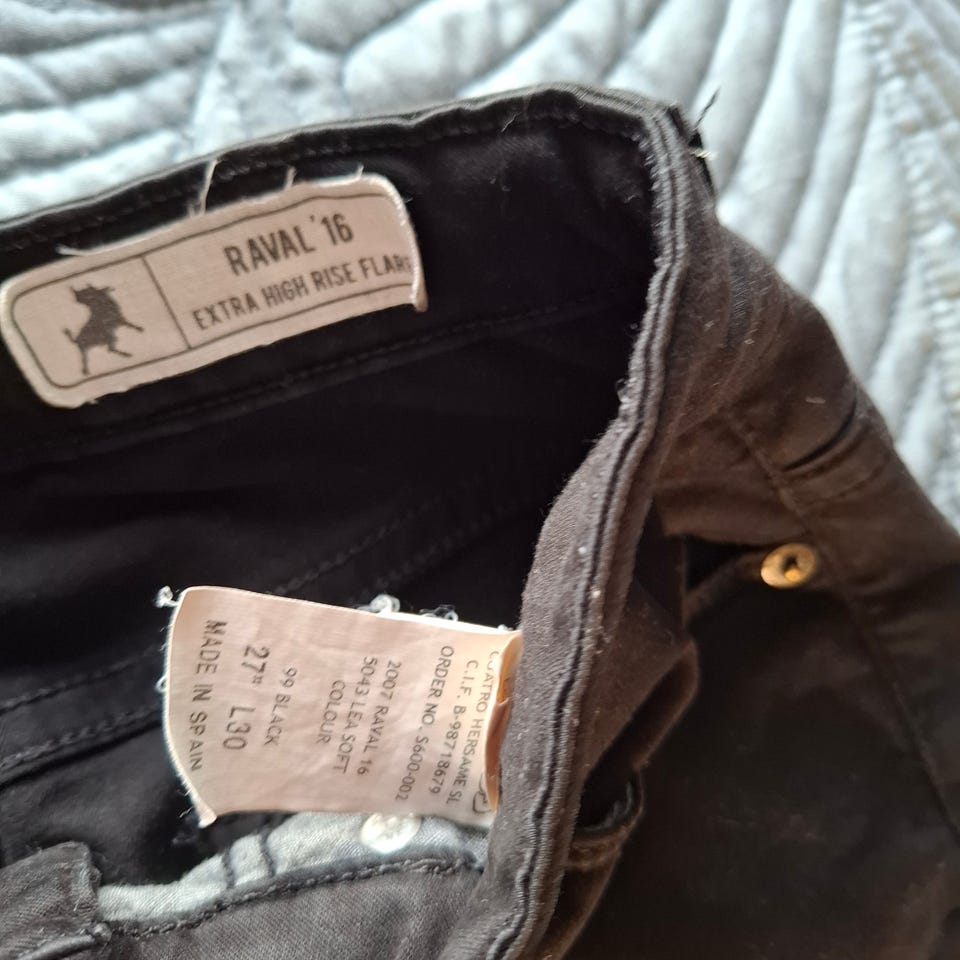 RAVAL '16
EXTRA HIGH RISE FLARE
CUATRO HERSAME SL
C.I.F. B-98718679
ORDER NO. S600-002
2007 RAVAL 16
5043 LEA SOFT
COLOUR
99 BLACK
27" L30
MADE IN SPAIN